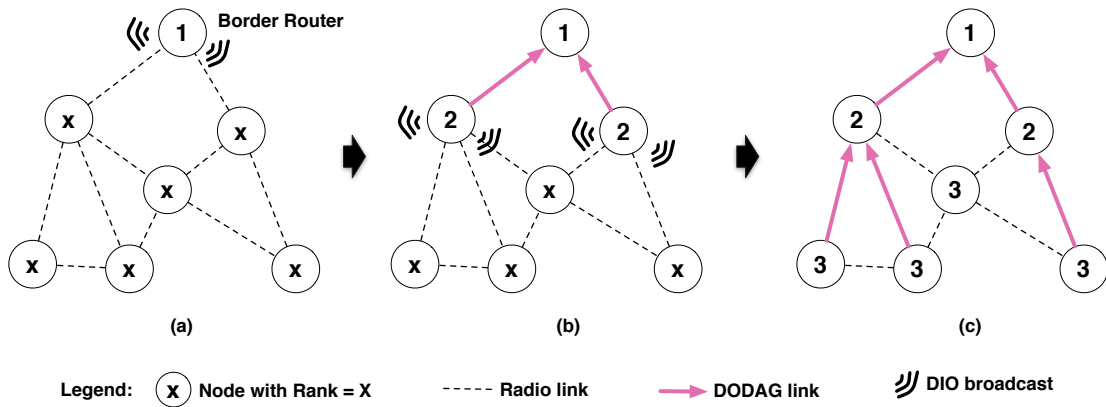 1 Border Router
x
x
x
x
x
x
(a)
1
2
2
x
x
x
x
(b)
1
2
2
3
3
3
3
(c)
Legend: x Node with Rank = X Radio link DODAG link DIO broadcast